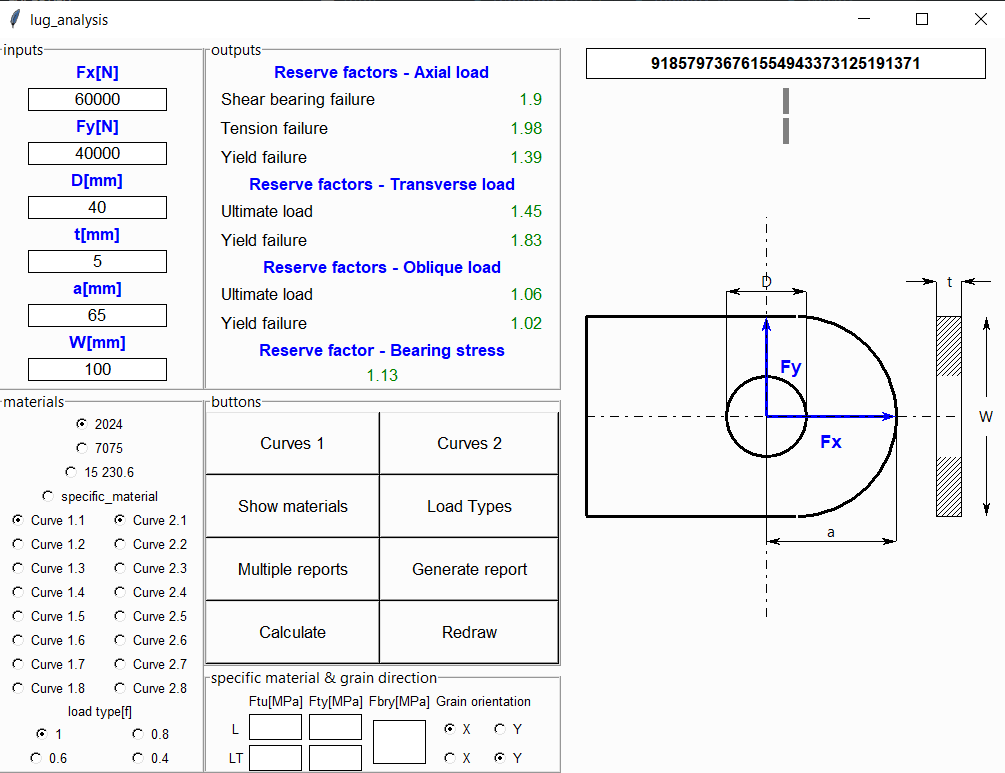 lug_analysis
inputs
Fx[N]
60000
Fy[N]
40000
D[mm]
40
t[mm]
5
a[mm]
65
W[mm]
100
outputs
Reserve factors - Axial load
Shear bearing failure 1.9
Tension failure 1.98
Yield failure 1.39
Reserve factors - Transverse load
Ultimate load 1.45
Yield failure 1.83
Reserve factors - Oblique load
Ultimate load 1.06
Yield failure 1.02
Reserve factor - Bearing stress
1.13
materials
2024
7075
15 230.6
specific_material
Curve 1.1 Curve 2.1
Curve 1.2 Curve 2.2
Curve 1.3 Curve 2.3
Curve 1.4 Curve 2.4
Curve 1.5 Curve 2.5
Curve 1.6 Curve 2.6
Curve 1.7 Curve 2.7
Curve 1.8 Curve 2.8
load type[f]
1 0.8
0.6 0.4
buttons
Curves 1 Curves 2
Show materials Load Types
Multiple reports Generate report
Calculate Redraw
specific material & grain direction
Ftu[MPa] Fty[MPa] Fbry[MPa] Grain orientation
L X Y
LT X Y
9185797367615549433731251913​71
D
t
Fy
W
Fx
a